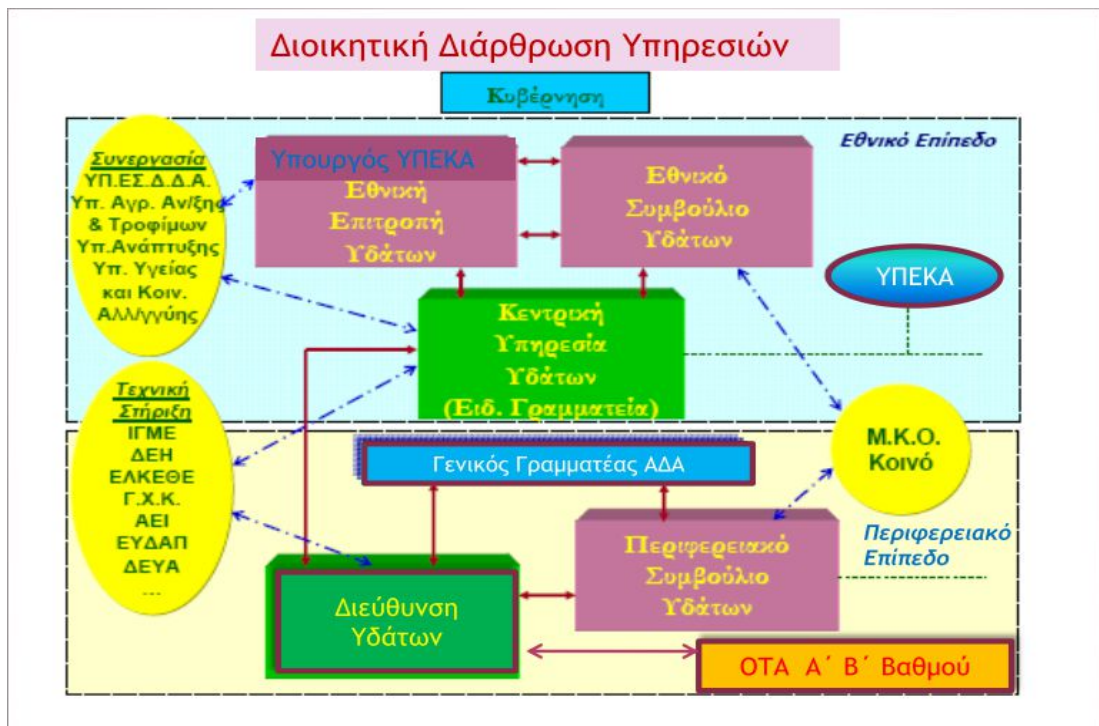 Διοικητική Διάρθρωση Υπηρεσιών
Κυβέρνηση
Εθνικό Επίπεδο
Συνεργασία
ΥΠ.ΕΣ.Δ.Δ.Α.
Υπ. Αγρ. Αν/ξης
& Τροφίμων
Υπ.Ανάπτυξης
Υπ. Υγείας
και Κοιν.
Αλλ/γγύης
Υπουργός ΥΠΕΚΑ
Εθνική
Επιτροπή
Υδάτων
Εθνικό
Συμβούλιο
Υδάτων
ΥΠΕΚΑ
Κεντρική
Υπηρεσία
Υδάτων
(Ειδ. Γραμματεία)
Τεχνική
Στήριξη
ΙΓΜΕ
ΔΕΗ
ΕΛΚΕΘΕ
Γ.Χ.Κ.
ΑΕΙ
ΕΥΔΑΠ
ΔΕΥΑ
...
Μ.Κ.Ο.
Κοινό
Γενικός Γραμματέας ΑΔΑ
Περιφερειακό
Επίπεδο
Περιφερειακό
Συμβούλιο
Υδάτων
Διεύθυνση
Υδάτων
ΟΤΑ Α΄ Β΄ Βαθμού